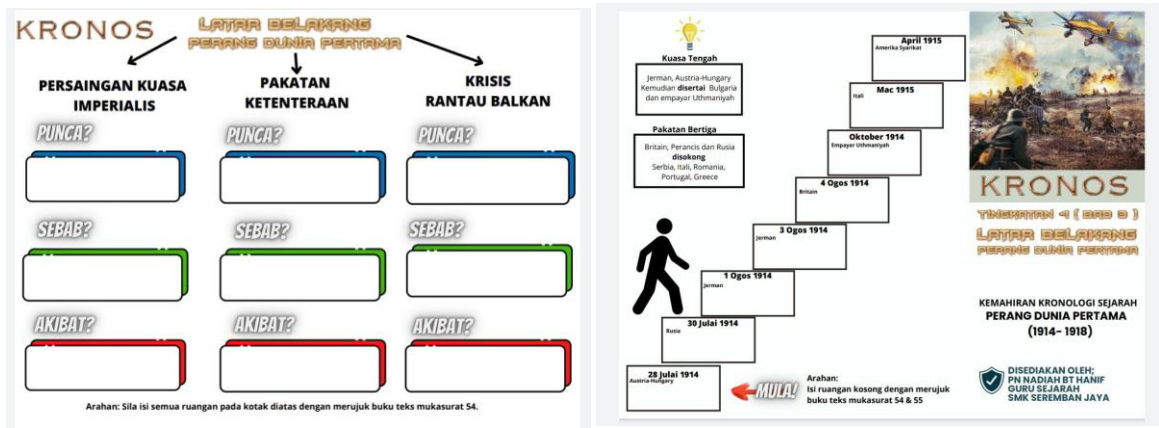 KRONOS
LATAR BELAKANG
PERANG DUNIA PERTAMA
PERSAINGAN KUASA
IMPERIALIS
PAKATAN
KETENTERAAN
KRISIS
RANTAU BALKAN
PUNCA?
PUNCA?
PUNCA?
SEBAB?
SEBAB?
SEBAB?
AKIBAT?
AKIBAT?
AKIBAT?
Arahan: Sila isi semua ruangan pada kotak diatas dengan merujuk buku teks mukasurat 54.
Kuasa Tengah
Jerman, Austria-Hungary
Kemudian disertai Bulgaria
dan empayar Uthmaniyah
Pakatan Bertiga
Britain, Perancis dan Rusia
disokong
Serbia, Itali, Romania,
Portugal, Greece
April 1915
Amerika Syarikat
Mac 1915
Itali
Oktober 1914
Empayar Uthmaniyah
4 Ogos 1914
Britain
3 Ogos 1914
Jerman
1 Ogos 1914
Jerman
30 Julai 1914
Rusia
28 Julai 1914
Austria-Hungary
MULA!
Arahan:
Isi ruangan kosong dengan merujuk
buku teks mukasurat 54 & 55
KRONOS
TINGKATAN 4 ( BAB 3 )
LATAR BELAKANG
PERANG DUNIA PERTAMA
KEMAHIRAN KRONOLOGI SEJARAH
PERANG DUNIA PERTAMA
(1914- 1918)
DISEDIAKAN OLEH;
PN NADIAH BT HANIF
GURU SEJARAH
SMK SEREMBAN JAYA